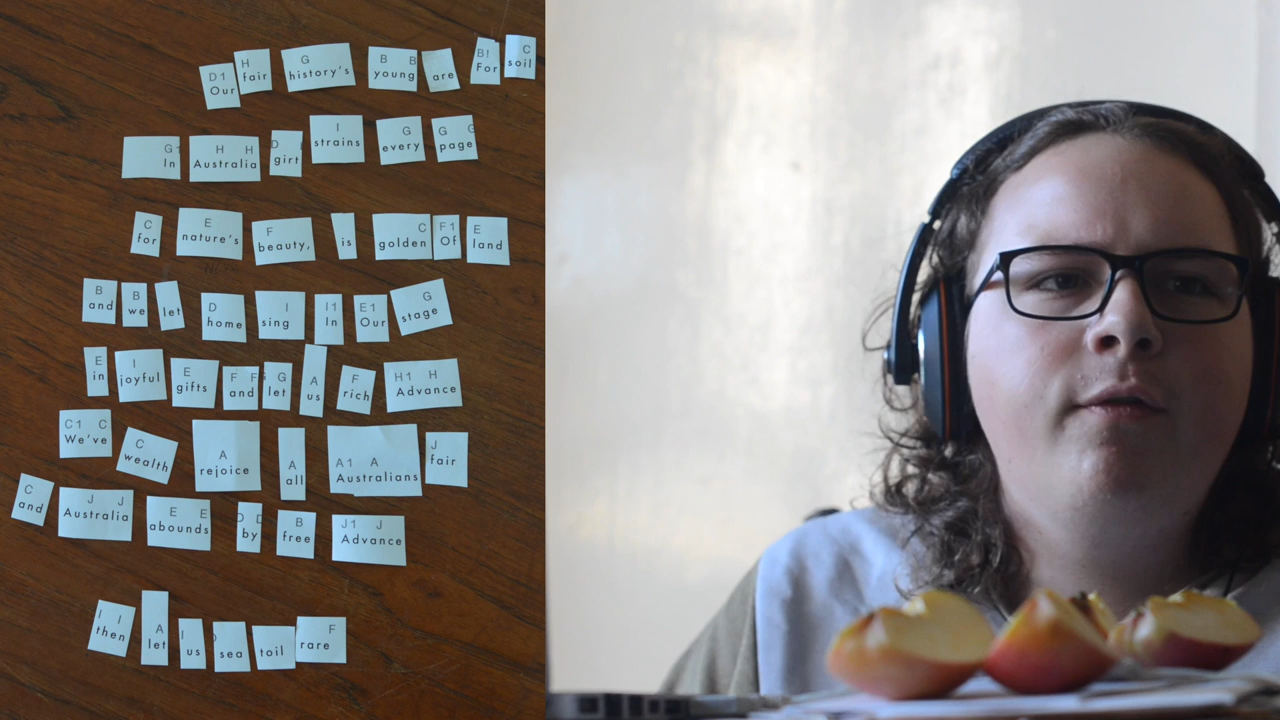 D1 Our H fair G history's B B young are B1 For C soil
G1 In H H Australia D girt I strains G every G G page
C for E nature's F beauty, is C golden F1 Of E land
B and B we let D home I sing I1 In E1 Our G stage
E in I joyful E gifts F F and G let A us F rich H1 H Advance
C1 C We've C wealth A rejoice A all A1 A Australians J fair
C and J J Australia E E abounds D D by B free J1 J Advance
I I then A let I us D sea toil F rare